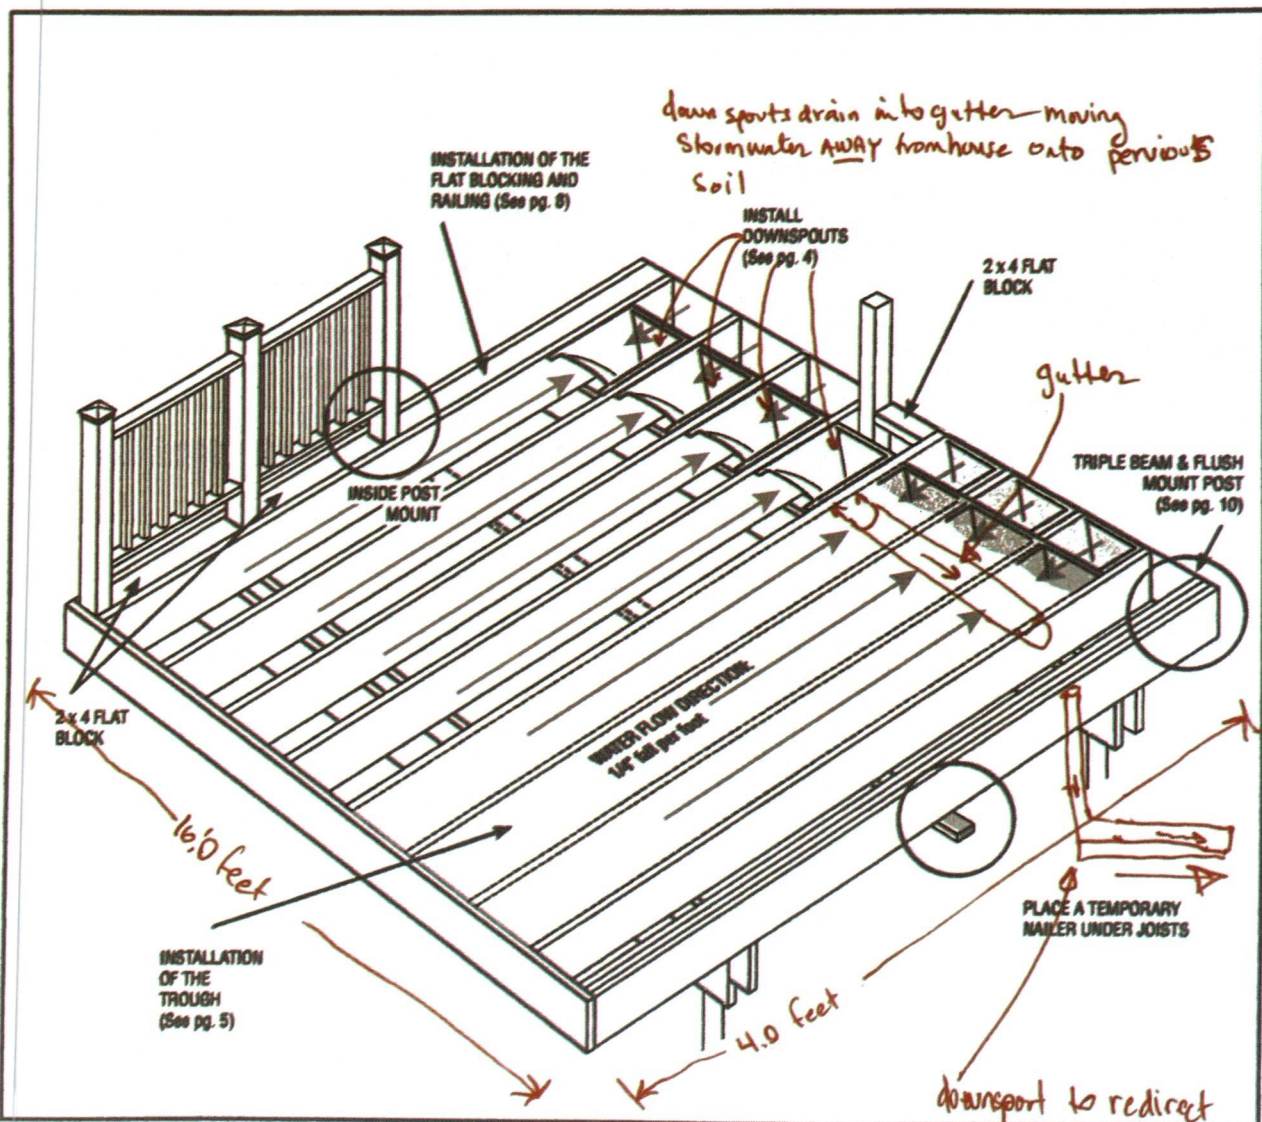 down spouts drain into gutter moving
stormwater AWAY from house onto pervious
soil
INSTALLATION OF THE
FLAT BLOCKING AND
RAILING (See pg. 8)
INSTALL
DOWNSPOUTS
(See pg. 4)
2 x 4 FLAT
BLOCK
gutter
TRIPLE BEAM & FLUSH
MOUNT POST
(See pg. 10)
INSIDE POST
MOUNT
WATER FLOW DIRECTION:
1/4" fall per foot
2 x 4 FLAT
BLOCK
16.0 feet
PLACE A TEMPORARY
NAILER UNDER JOISTS
INSTALLATION
OF THE
TROUGH
(See pg. 5)
4.0 feet
downsport to redirect